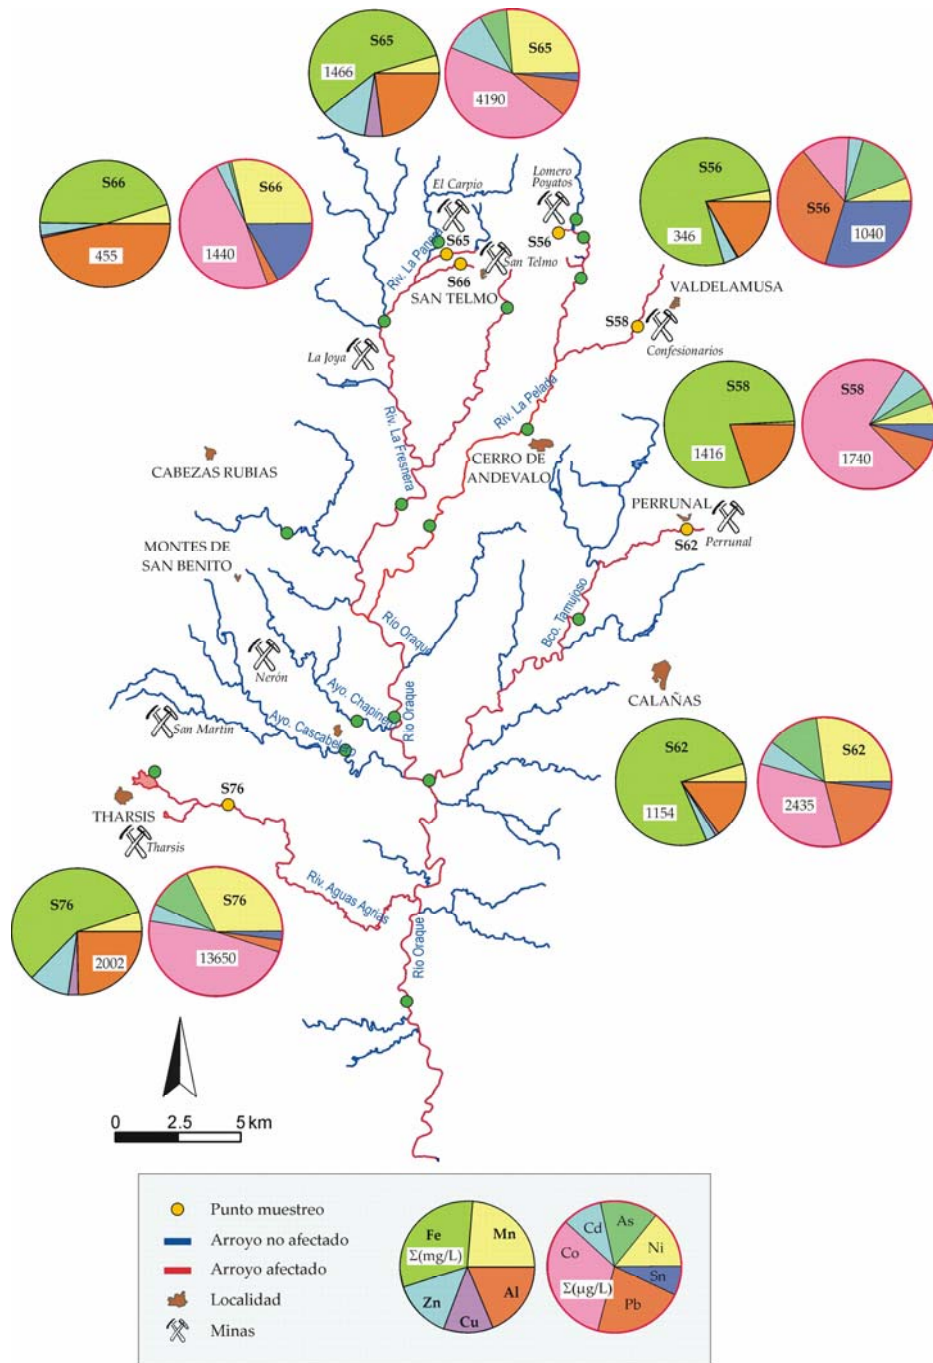 S65
1466
S65
4190
S66
455
S66
1440
El Carpio
Lomero
Poyatos
S56
346
S56
1040
Riv. La Panera
S65
S56
San Telmo
S66
SAN TELMO
VALDELAMUSA
S58
Confesionarios
La Joya
Riv. La Fresnera
Riv. La Pelada
S58
1416
S58
1740
CABEZAS RUBIAS
CERRO DE
ANDEVALO
PERRUNAL
S62
Perrunal
MONTES DE
SAN BENITO
Río Oraque
Bco. Tamujoso
Nerón
Ayo. Chapinero
Río Oraque
CALAÑAS
San Martín
Ayo. Cascabelero
S62
1154
S62
2435
S76
THARSIS
Tharsis
Riv. Aguas Agrias
Río Oraque
S76
2002
S76
13650
0 2.5 5 km
Punto muestreo
Arroyo no afectado
Arroyo afectado
Localidad
Minas
Fe
Mn
Σ(mg/L)
Zn
Cu
Al
Cd
As
Co
Ni
Σ(µg/L)
Sn
Pb